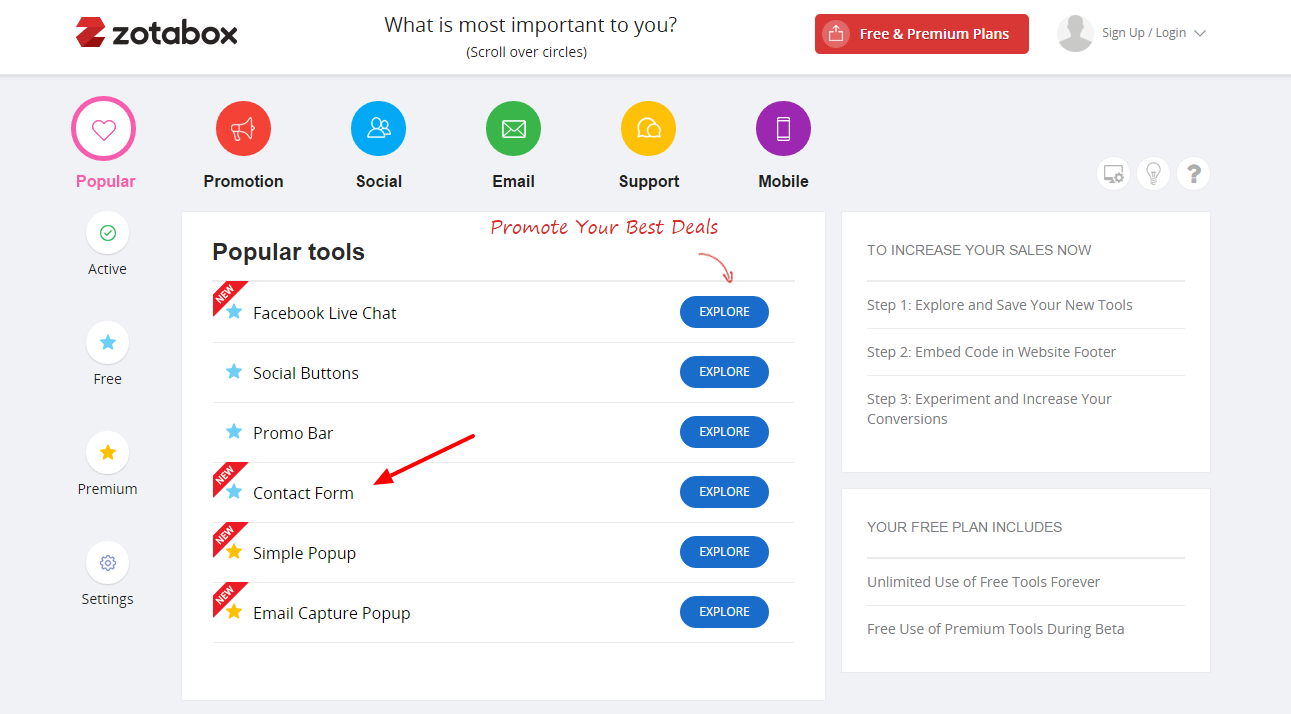 zotabox
What is most important to you?
(Scroll over circles)
Free & Premium Plans
Sign Up / Login
Popular
Promotion
Social
Email
Support
Mobile
?
Active
Free
Premium
Settings
Promote Your Best Deals
Popular tools
NEW
Facebook Live Chat
EXPLORE
Social Buttons
EXPLORE
Promo Bar
EXPLORE
NEW
Contact Form
EXPLORE
NEW
Simple Popup
EXPLORE
NEW
Email Capture Popup
EXPLORE
TO INCREASE YOUR SALES NOW
Step 1: Explore and Save Your New Tools
Step 2: Embed Code in Website Footer
Step 3: Experiment and Increase Your
Conversions
YOUR FREE PLAN INCLUDES
Unlimited Use of Free Tools Forever
Free Use of Premium Tools During Beta